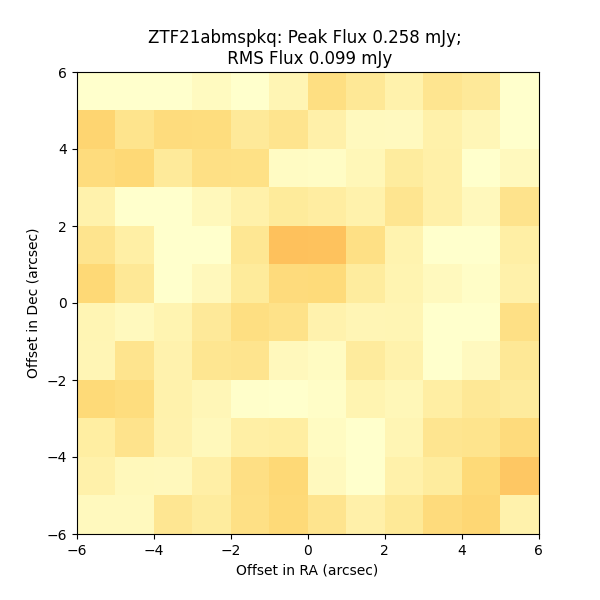 ZTF21abmspkq: Peak Flux 0.258 mJy;
RMS Flux 0.099 mJy
6
4
2
0
−2
−4
−6
Offset in Dec (arcsec)
−6 −4 −2 0 2 4 6
Offset in RA (arcsec)